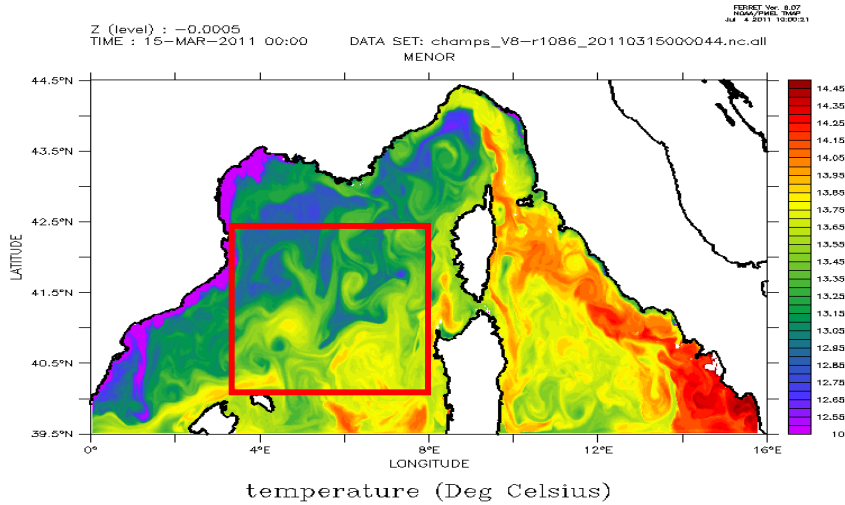 FERRET Ver. 6.07
NOAA/PMEL TMAP
Jul 4 2011 10:00:21
Z (level) : -0.0005
TIME : 15-MAR-2011 00:00 DATA SET: champs_V8-r1086_20110315000044.nc.all
MENOR
44.5°N
43.5°N
42.5°N
41.5°N
40.5°N
39.5°N
LATITUDE
0° 4°E 8°E 12°E 16°E
LONGITUDE
14.45
14.35
14.25
14.15
14.05
13.95
13.85
13.75
13.65
13.55
13.45
13.35
13.25
13.15
13.05
12.95
12.85
12.75
12.65
12.55
10
temperature (Deg Celsius)